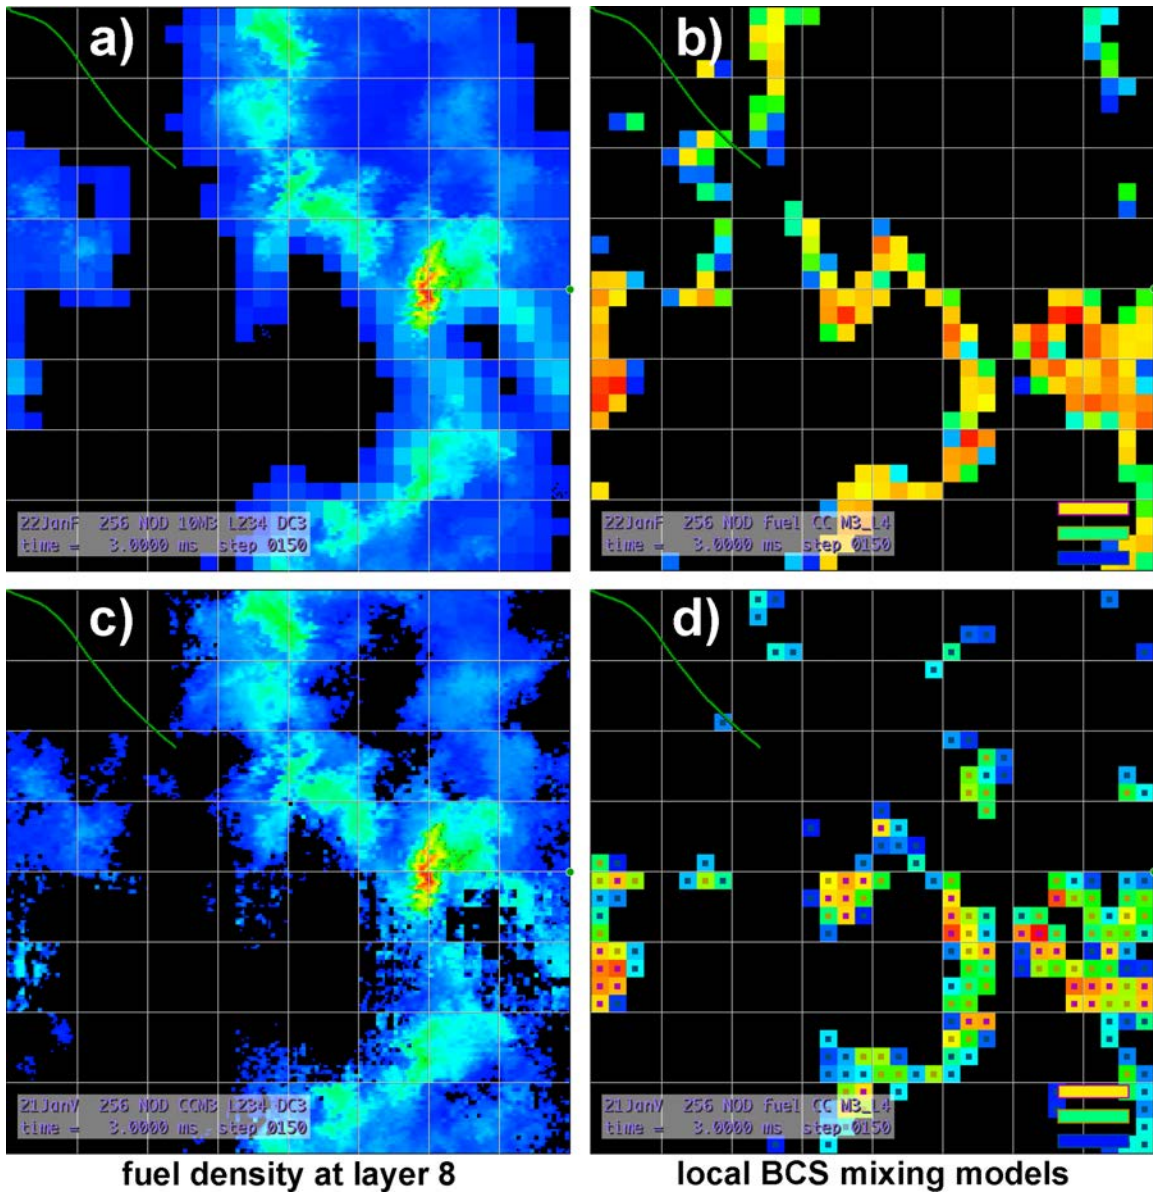 a)
b)
22JanF 256 NOD 10M3 L234 DC3
time = 3.0000 ms step 0150
22JanF 256 NOD Fuel CC M3_L4
time = 3.0000 ms step 0150
c)
d)
21JanV 256 NOD CCM3 L234 DC3
time = 3.0000 ms step 0150
21JanV 256 NOD Fuel CC M3_L4
time = 3.0000 ms step 0150
fuel density at layer 8
local BCS mixing models